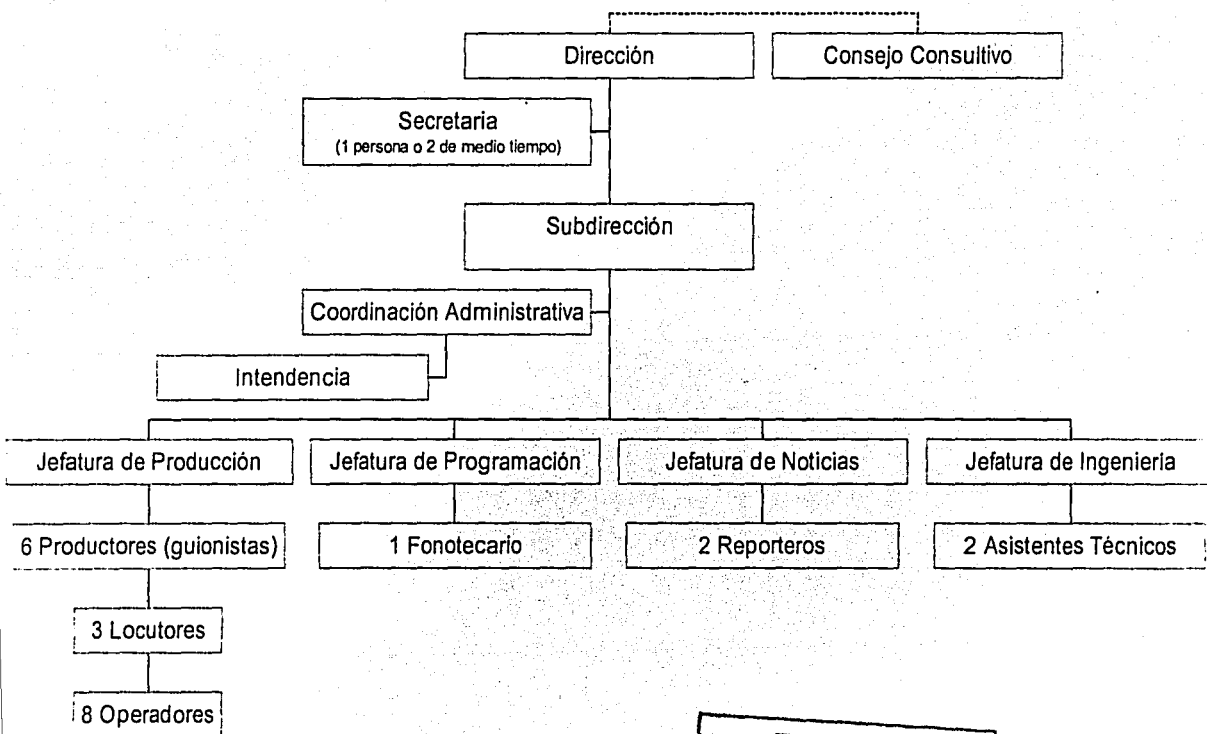 Dirección
Consejo Consultivo
Secretaria
(1 persona o 2 de medio tiempo)
Subdirección
Coordinación Administrativa
Intendencia
Jefatura de Producción
Jefatura de Programación
Jefatura de Noticias
Jefatura de Ingeniería
6 Productores (guionistas)
1 Fonotecario
2 Reporteros
2 Asistentes Técnicos
3 Locutores
8 Operadores